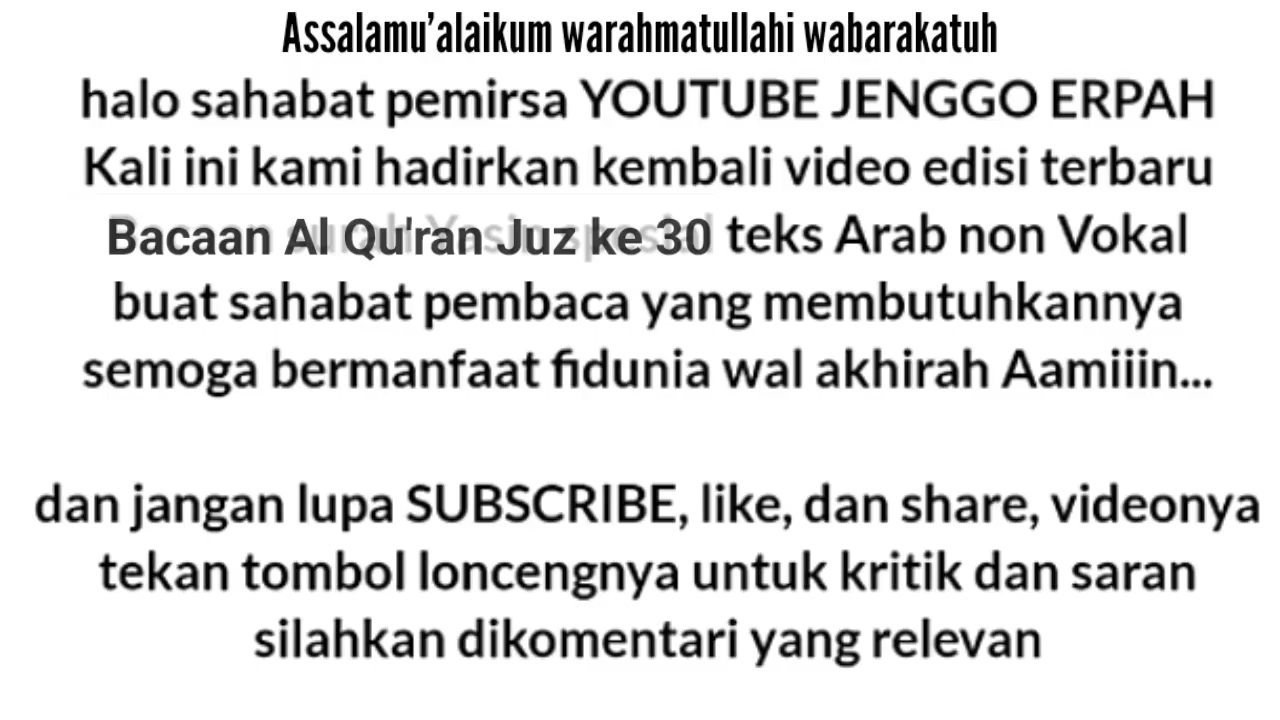 Assalamu’alaikum warahmatullahi wabarakatuh
halo sahabat pemirsa YOUTUBE JENGGO ERPAH
Kali ini kami hadirkan kembali video edisi terbaru
Bacaan Al Qu'ran Juz ke 30 teks Arab non Vokal
buat sahabat pembaca yang membutuhkannya
semoga bermanfaat fidunia wal akhirah Aamiiin...
dan jangan lupa SUBSCRIBE, like, dan share, videonya
tekan tombol loncengnya untuk kritik dan saran
silahkan dikomentari yang relevan